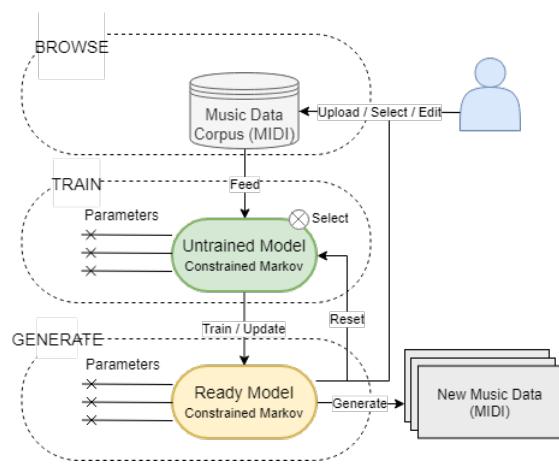 BROWSE
Music Data
Corpus (MIDI)
Upload / Select / Edit
Feed
TRAIN
Parameters
Select
Untrained Model
Constrained Markov
Train / Update
Reset
GENERATE
Parameters
Ready Model
Constrained Markov
Generate
New Music Data
(MIDI)